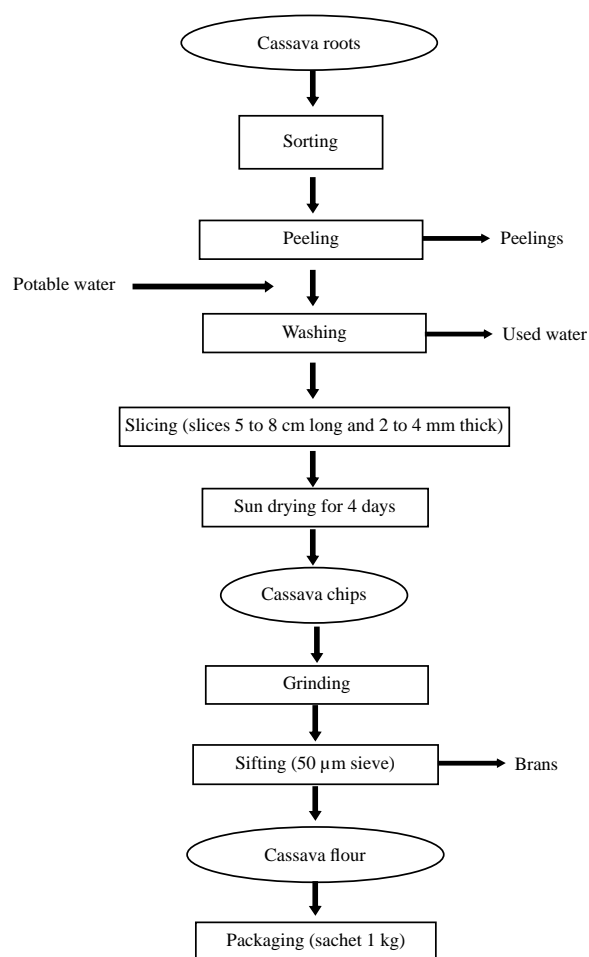 Cassava roots
Sorting
Peeling
Peelings
Potable water
Washing
Used water
Slicing (slices 5 to 8 cm long and 2 to 4 mm thick)
Sun drying for 4 days
Cassava chips
Grinding
Sifting (50 µm sieve)
Brans
Cassava flour
Packaging (sachet 1 kg)